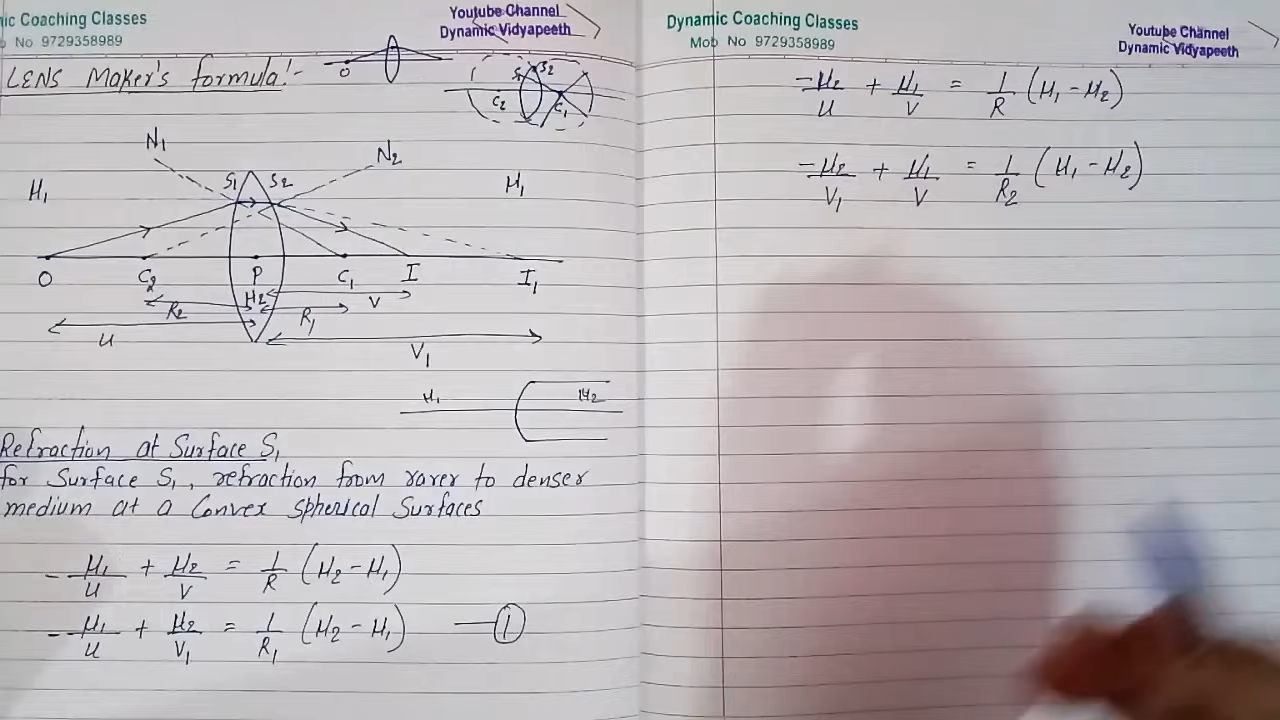 ic Coaching Classes
No 9729358989
Youtube Channel
Dynamic Vidyapeeth
LENS Maker's formula!-
O
S1 S2
C2 C1
N1 N2
μ1 S1 S2 μ1
O C2 P C1 I I1
μ2
R2 R1 V
u
V1
μ1 μ2
Refraction at Surface S1
for Surface S1, refraction from rarer to denser
medium at a Convex spherical Surfaces
- μ1/u + μ2/V = 1/R (μ2 - μ1)
- μ1/u + μ2/V1 = 1/R1 (μ2 - μ1) — ①
Dynamic Coaching Classes
Mob No 9729358989
Youtube Channel
Dynamic Vidyapeeth
-μ2/u + μ1/V = 1/R (μ1 - μ2)
-μ2/V1 + μ1/V = 1/R2 (μ1 - μ2)